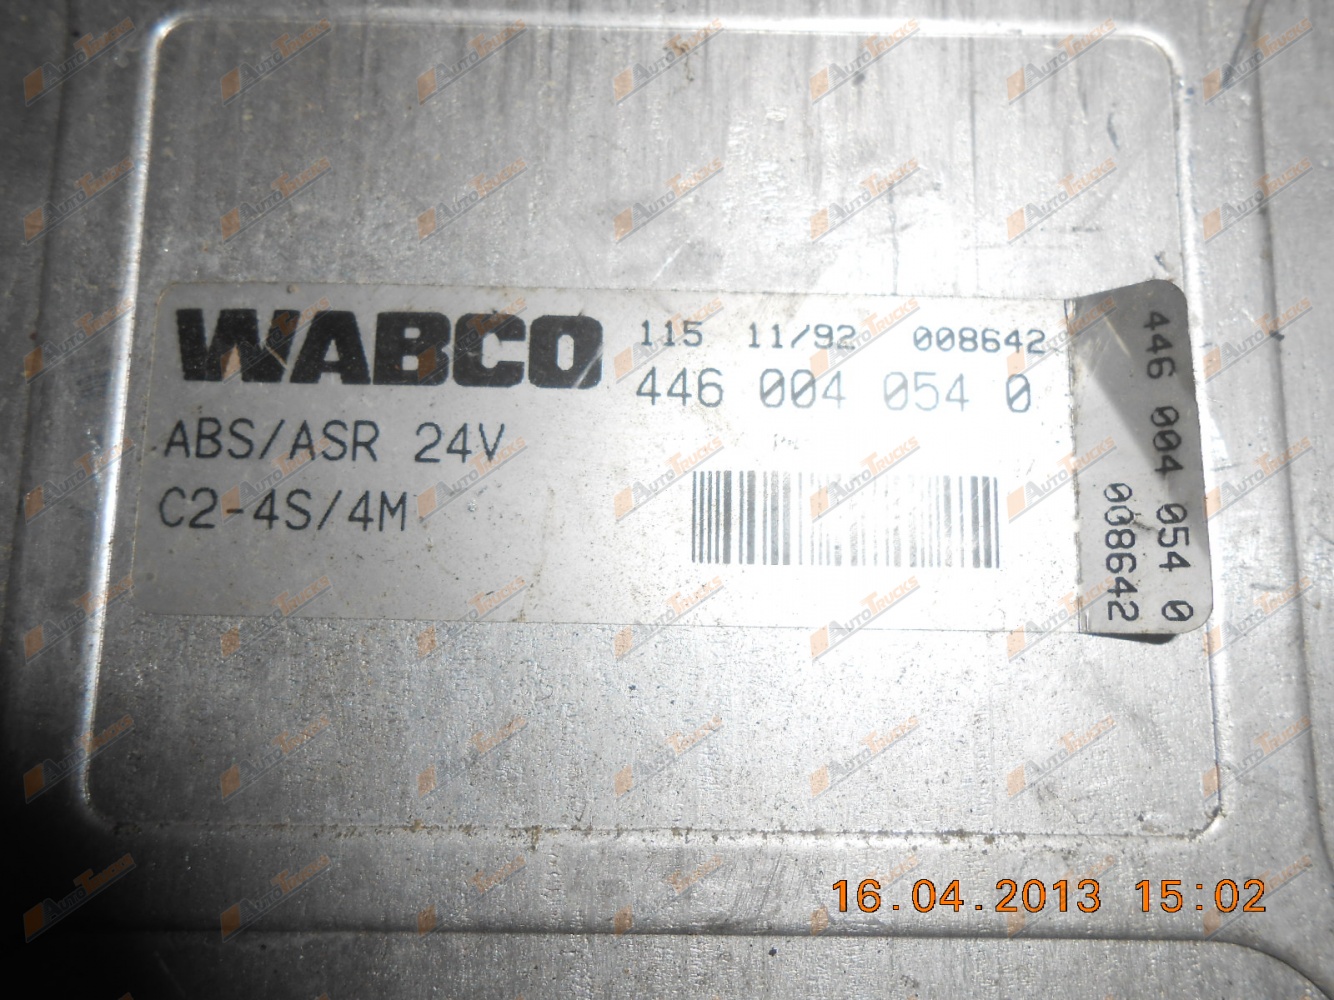 WABCO
115 11/92 008642
446 004 054 0
ABS/ASR 24V
C2-4S/4M
446 004 054 0
008642
16.04.2013 15:02
AUTOTRUCKS